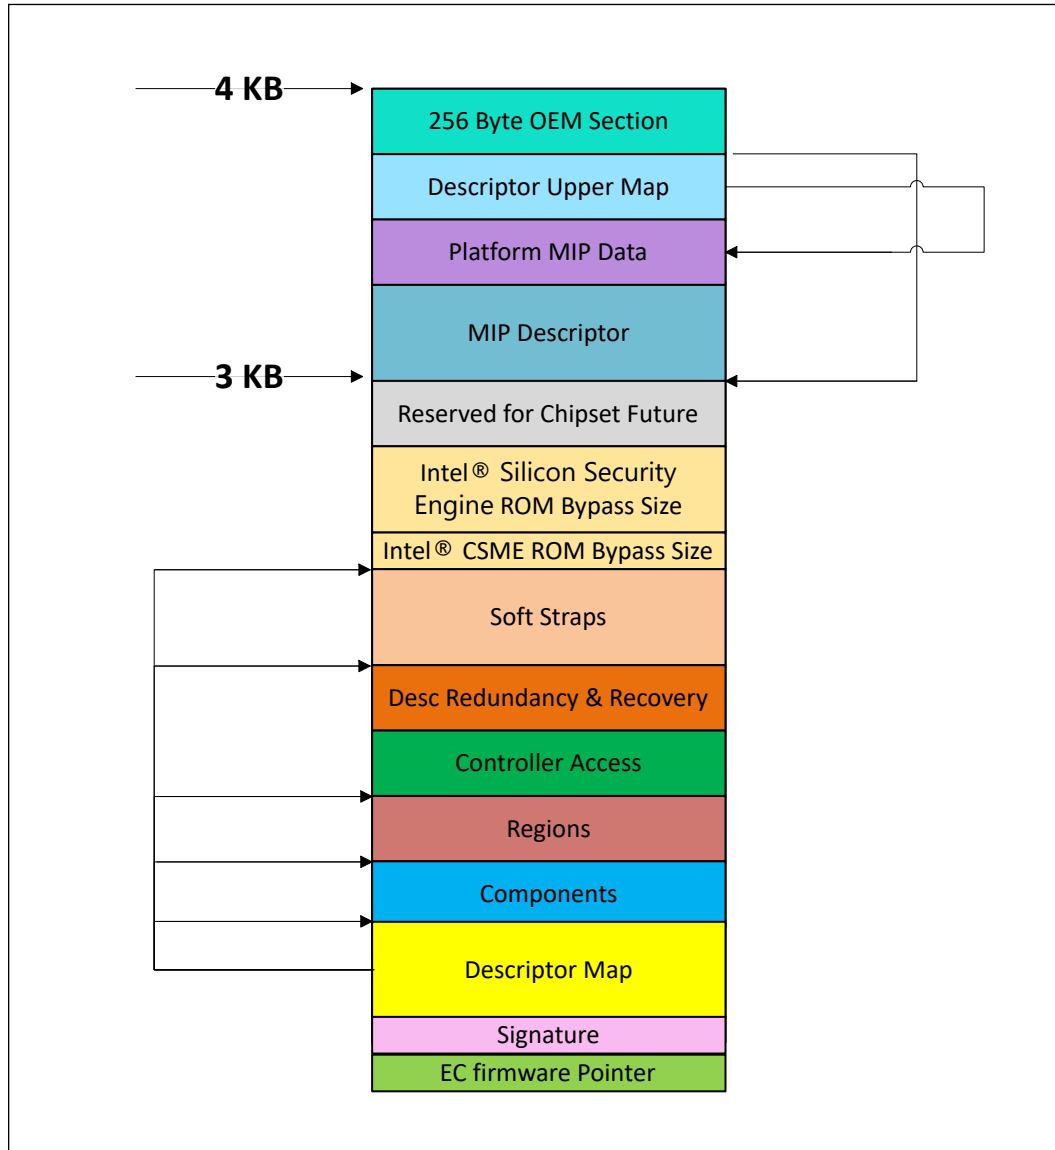 4 KB
256 Byte OEM Section
Descriptor Upper Map
Platform MIP Data
MIP Descriptor
3 KB
Reserved for Chipset Future
Intel® Silicon Security
Engine ROM Bypass Size
Intel® CSME ROM Bypass Size
Soft Straps
Desc Redundancy & Recovery
Controller Access
Regions
Components
Descriptor Map
Signature
EC firmware Pointer